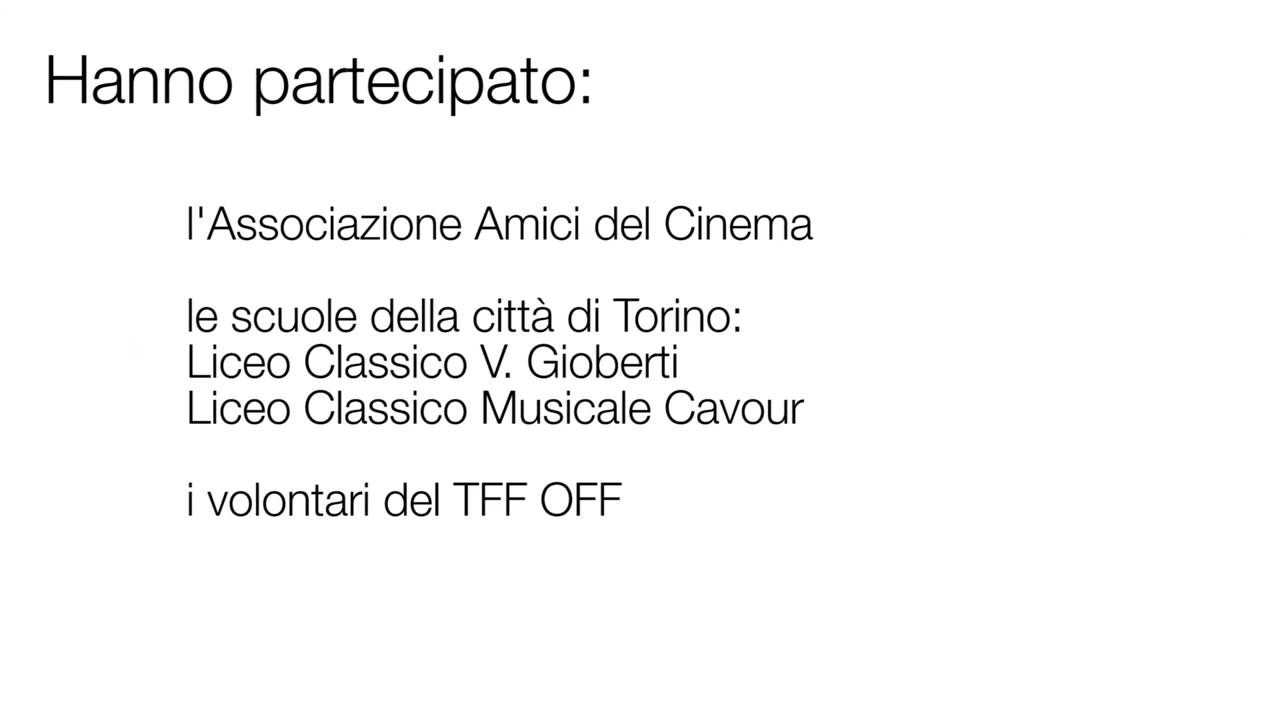 Hanno partecipato:
l'Associazione Amici del Cinema
le scuole della città di Torino:
Liceo Classico V. Gioberti
Liceo Classico Musicale Cavour
i volontari del TFF OFF